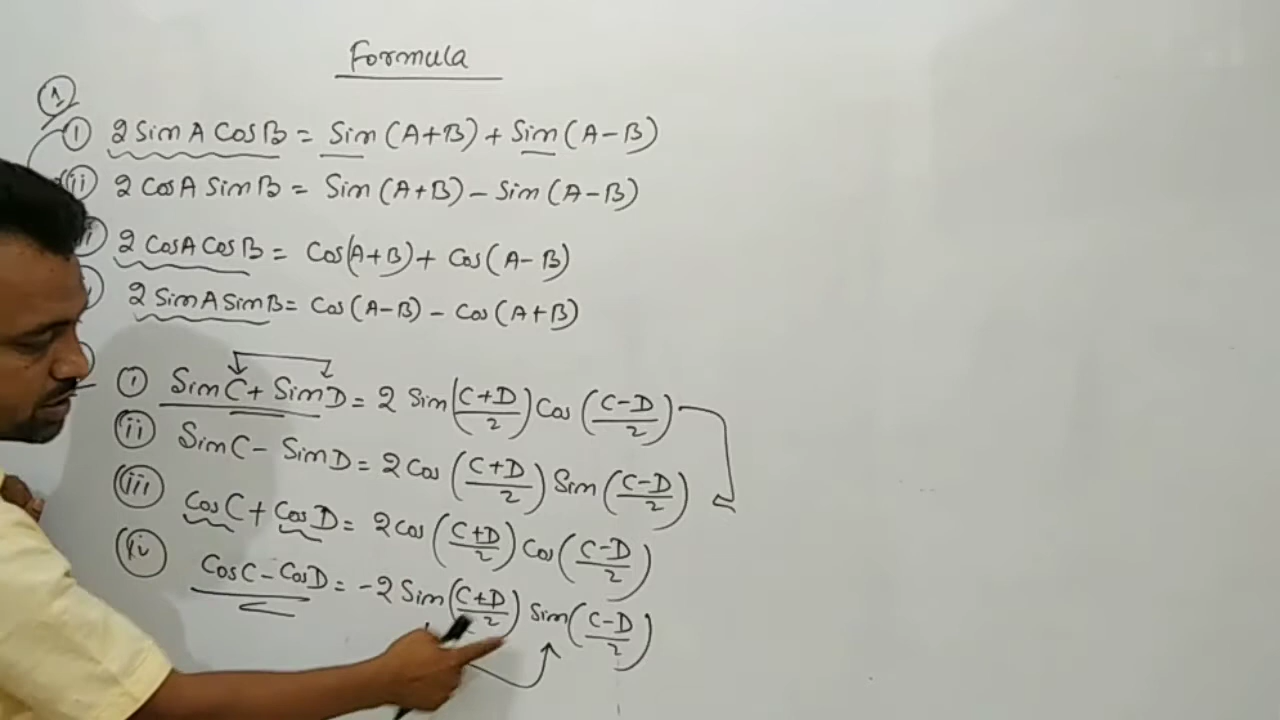 Formula
①
① 2 Sin A Cos B = Sin (A+B) + Sin (A-B)
(ii) 2 Cos A Sin B = Sin (A+B) - Sin (A-B)
2 Cos A Cos B = Cos (A+B) + Cos (A-B)
2 Sin A Sin B = Cos (A-B) - Cos (A+B)
(i) Sin C + Sin D = 2 Sin (C+D/2) Cos (C-D/2)
(ii) Sin C - Sin D = 2 Cos (C+D/2) Sin (C-D/2)
(iii) Cos C + Cos D = 2 Cos (C+D/2) Cos (C-D/2)
(iv) Cos C - Cos D = -2 Sin (C+D/2) Sin (C-D/2)